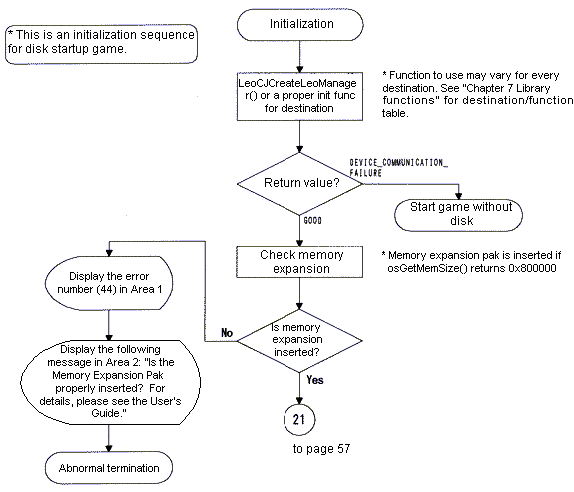 * This is an initialization sequence
for disk startup game.
Initialization
LeoCJCreateLeoManage
r() or a proper init func
for destination
* Function to use may vary for every
destination. See "Chapter 7 Library
functions" for destination/function
table.
Return value?
DEVICE_COMMUNICATION_
FAILURE
Start game without
disk
GOOD
Check memory
expansion
* Memory expansion pak is inserted if
osGetMemSize() returns 0x800000
Display the error
number (44) in Area 1
Is memory
expansion
inserted?
No
Yes
Display the following
message in Area 2: "Is the
Memory Expansion Pak
properly inserted? For
details, please see the User's
Guide."
21
to page 57
Abnormal termination